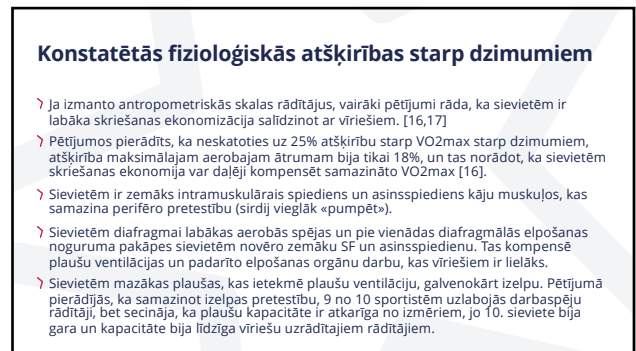 Konstatētās fizioloģiskās atšķirības starp dzimumiem
Ja izmanto antropometriskās skalas rādītājus, vairāki pētījumi rāda, ka sievietēm ir
labāka skriešanas ekonomizācija salīdzinot ar vīriešiem. [16,17]
Pētījumos pierādīts, ka neskatoties uz 25% atšķirību starp VO2max starp dzimumiem,
atšķirība maksimālajam aerobajam ātrumam bija tikai 18%, un tas norādot, ka sievietēm
skriešanas ekonomija var daļēji kompensēt samazināto VO2max [16].
Sievietēm ir zemāks intramuskulārais spiediens un asinsspiediens kāju muskuļos, kas
samazina perifēro pretestību (sirdij vieglāk «pumpēt»).
Sievietēm diafragmai labākas aerobās spējas un pie vienādas diafragmālās elpošanas
noguruma pakāpes sievietēm novēro zemāku SF un asinsspiedienu. Tas kompensē
plaušu ventilācijas un padarīto elpošanas orgānu darbu, kas vīriešiem ir lielāks.
Sievietēm mazākas plaušas, kas ietekmē plaušu ventilāciju, galvenokārt izelpu. Pētījumā
pierādījās, ka samazinot izelpas pretestību, 9 no 10 sportistēm uzlabojās darbaspēju
rādītāji, bet secināja, ka plaušu kapacitāte ir atkarīga no izmēriem, jo 10. sieviete bija
gara un kapacitāte bija līdzīga vīriešu uzrādītajiem rādītājiem.